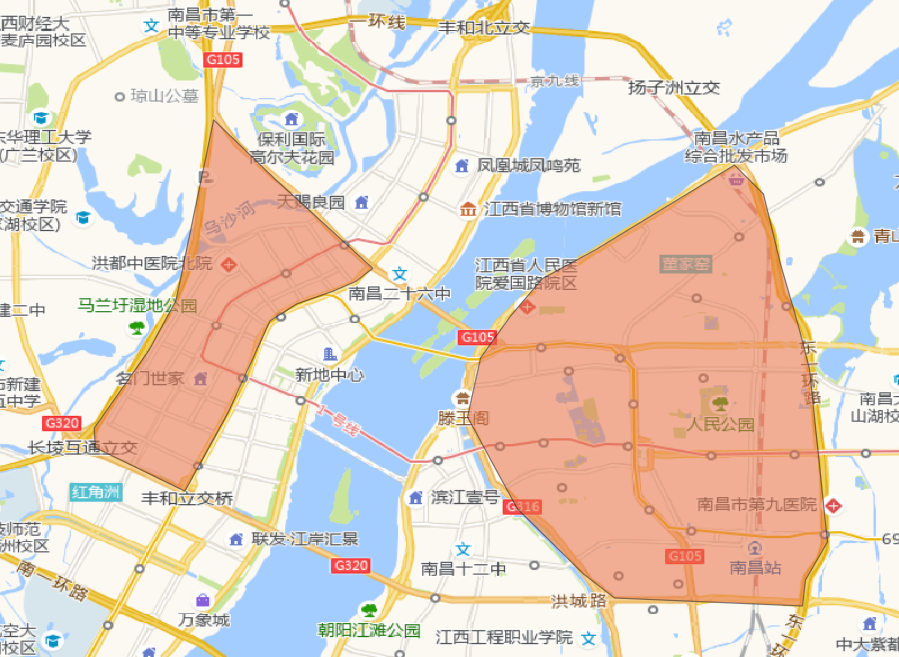 西财经大
麦庐园校区
南昌市第一
中等专业学校
一环线
丰和北立交
G105
京九线
扬子洲立交
琼山公墓
保利国际
高尔夫花园
南昌水产品
综合批发市场
东华理工大学
(广兰校区)
凤凰城凤鸣苑
天赐良园
交通学院
江西省博物馆新馆
乌沙河
青山
洪都中医院北院
江西省人民医
院爱国路院区
董家窑
南昌二十六中
马兰圩湿地公园
建二中
G105
东一环路
新地中心
名门世家
市新建
五中学
南昌大
山湖校
滕王阁
1号线
人民公园
G320
长堎互通立交
红角洲
丰和立交桥
滨江壹号
G316
南昌市第九医院
技师范
洲校区
联发·江岸汇景
G320
南昌十二中
G105
南昌站
69
南一环路
万象城
洪城路
朝阳江滩公园
江西工程职业学院
东一环
航空大
校区
中大紫都